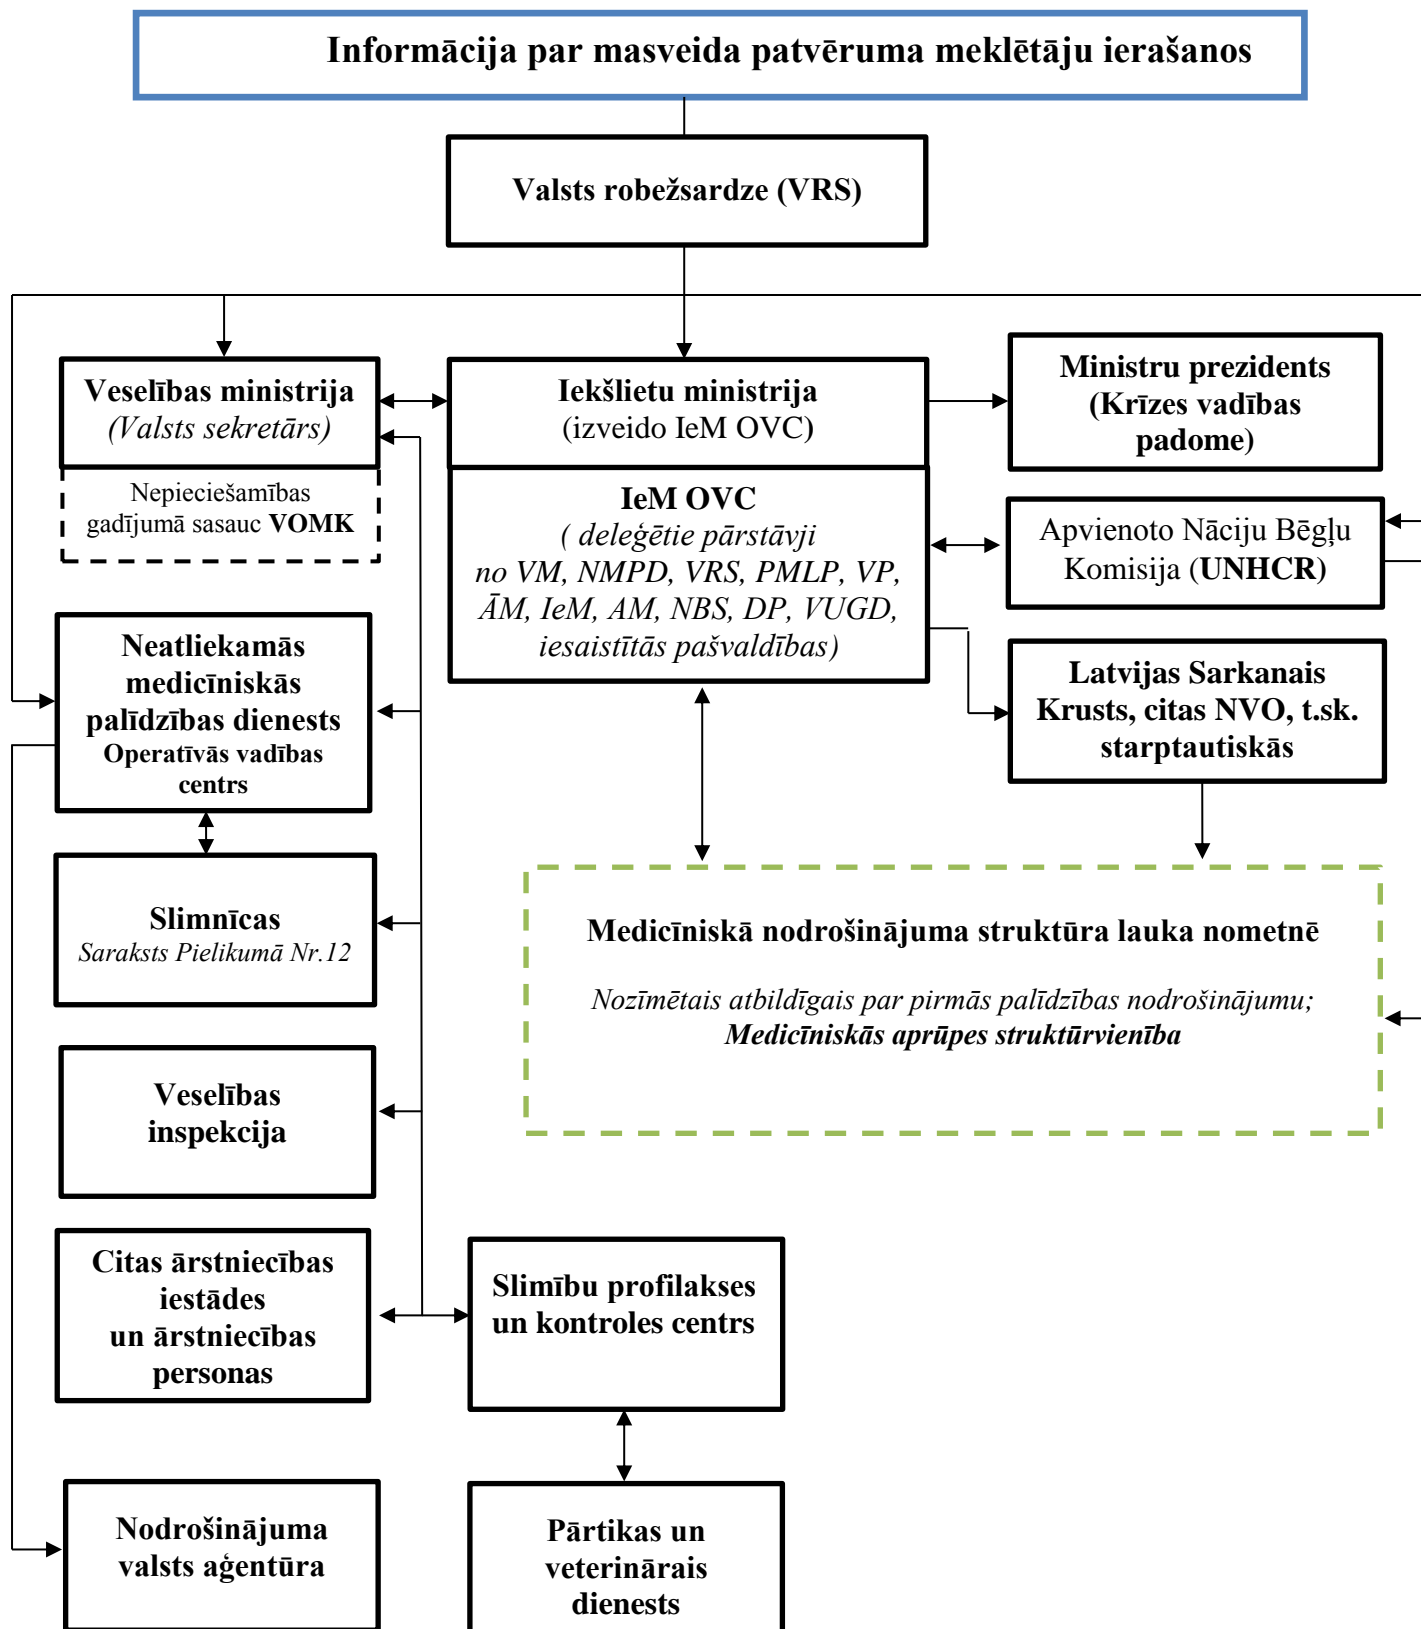 Informācija par masveida patvēruma meklētāju ierašanos
Valsts robežsardze (VRS)
Veselības ministrija
(Valsts sekretārs)
Nepieciešamības
gadījumā sasauc VOMK
Iekšlietu ministrija
(izveido IeM OVC)
IeM OVC
( deleģētie pārstāvji
no VM, NMPD, VRS, PMLP, VP,
ĀM, IeM, AM, NBS, DP, VUGD,
iesaistītās pašvaldības)
Ministru prezidents
(Krīzes vadības
padome)
Apvienoto Nāciju Bēgļu
Komisija (UNHCR)
Latvijas Sarkanais
Krusts, citas NVO, t.sk.
starptautiskās
Neatliekamās
medicīniskās
palīdzības dienests
Operatīvās vadības
centrs
Slimnīcas
Saraksts Pielikumā Nr.12
Medicīniskā nodrošinājuma struktūra lauka nometnē
Nozīmētais atbildīgais par pirmās palīdzības nodrošinājumu;
Medicīniskās aprūpes struktūrvienība
Veselības
inspekcija
Citas ārstniecības
iestādes
un ārstniecības
personas
Slimību profilakses
un kontroles centrs
Nodrošinājuma
valsts aģentūra
Pārtikas un
veterinārais
dienests